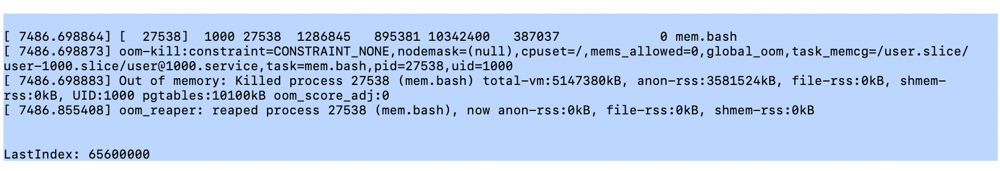 [ 7486.698864] [  27538]  1000 27538  1286845   895381 10342400   387037             0 mem.bash
[ 7486.698873] oom-kill:constraint=CONSTRAINT_NONE,nodemask=(null),cpuset=/,mems_allowed=0,global_oom,task_memcg=/user.slice/
user-1000.slice/user@1000.service,task=mem.bash,pid=27538,uid=1000
[ 7486.698883] Out of memory: Killed process 27538 (mem.bash) total-vm:5147380kB, anon-rss:3581524kB, file-rss:0kB, shmem-
rss:0kB, UID:1000 pgtables:10100kB oom_score_adj:0
[ 7486.855408] oom_reaper: reaped process 27538 (mem.bash), now anon-rss:0kB, file-rss:0kB, shmem-rss:0kB
LastIndex: 65600000